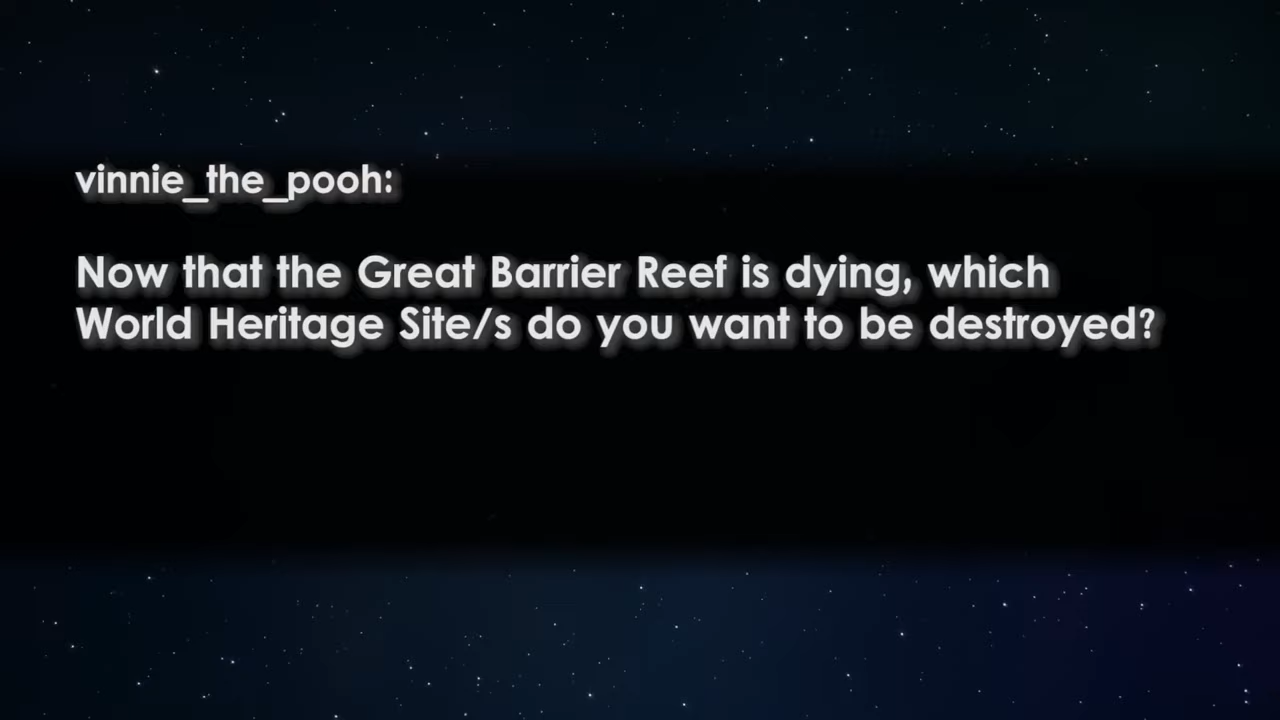 vinnie_the_pooh:
Now that the Great Barrier Reef is dying, which
World Heritage Site/s do you want to be destroyed?